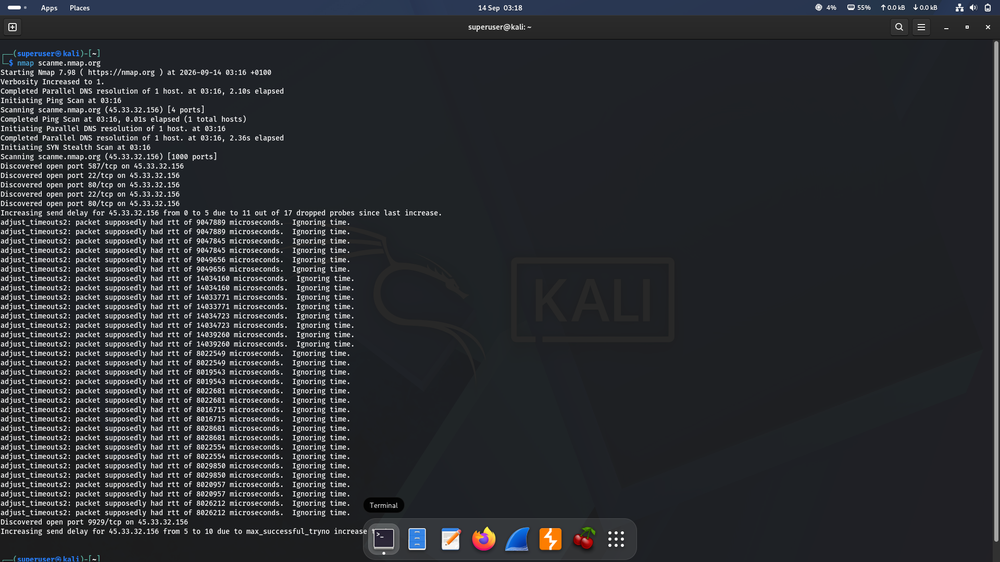 Apps Places 14 Sep 03:18 4% 55% 0.0 kB 0.0 kB
superuser@kali: ~
(superuser㉿kali)-[~]
$ nmap scanme.nmap.org
Starting Nmap 7.98 ( https://nmap.org ) at 2026-09-14 03:16 +0100
Verbosity Increased to 1.
Completed Parallel DNS resolution of 1 host. at 03:16, 2.10s elapsed
Initiating Ping Scan at 03:16
Scanning scanme.nmap.org (45.33.32.156) [4 ports]
Completed Ping Scan at 03:16, 0.01s elapsed (1 total hosts)
Initiating Parallel DNS resolution of 1 host. at 03:16
Completed Parallel DNS resolution of 1 host. at 03:16, 2.36s elapsed
Initiating SYN Stealth Scan at 03:16
Scanning scanme.nmap.org (45.33.32.156) [1000 ports]
Discovered open port 587/tcp on 45.33.32.156
Discovered open port 22/tcp on 45.33.32.156
Discovered open port 80/tcp on 45.33.32.156
Discovered open port 22/tcp on 45.33.32.156
Discovered open port 80/tcp on 45.33.32.156
Increasing send delay for 45.33.32.156 from 0 to 5 due to 11 out of 17 dropped probes since last increase.
adjust_timeouts2: packet supposedly had rtt of 9047889 microseconds.  Ignoring time.
adjust_timeouts2: packet supposedly had rtt of 9047889 microseconds.  Ignoring time.
adjust_timeouts2: packet supposedly had rtt of 9047845 microseconds.  Ignoring time.
adjust_timeouts2: packet supposedly had rtt of 9047845 microseconds.  Ignoring time.
adjust_timeouts2: packet supposedly had rtt of 9049656 microseconds.  Ignoring time.
adjust_timeouts2: packet supposedly had rtt of 9049656 microseconds.  Ignoring time.
adjust_timeouts2: packet supposedly had rtt of 14034160 microseconds.  Ignoring time.
adjust_timeouts2: packet supposedly had rtt of 14034160 microseconds.  Ignoring time.
adjust_timeouts2: packet supposedly had rtt of 14033771 microseconds.  Ignoring time.
adjust_timeouts2: packet supposedly had rtt of 14033771 microseconds.  Ignoring time.
adjust_timeouts2: packet supposedly had rtt of 14034723 microseconds.  Ignoring time.
adjust_timeouts2: packet supposedly had rtt of 14034723 microseconds.  Ignoring time.
adjust_timeouts2: packet supposedly had rtt of 14039260 microseconds.  Ignoring time.
adjust_timeouts2: packet supposedly had rtt of 14039260 microseconds.  Ignoring time.
adjust_timeouts2: packet supposedly had rtt of 8022549 microseconds.  Ignoring time.
adjust_timeouts2: packet supposedly had rtt of 8022549 microseconds.  Ignoring time.
adjust_timeouts2: packet supposedly had rtt of 8019543 microseconds.  Ignoring time.
adjust_timeouts2: packet supposedly had rtt of 8019543 microseconds.  Ignoring time.
adjust_timeouts2: packet supposedly had rtt of 8022681 microseconds.  Ignoring time.
adjust_timeouts2: packet supposedly had rtt of 8022681 microseconds.  Ignoring time.
adjust_timeouts2: packet supposedly had rtt of 8016715 microseconds.  Ignoring time.
adjust_timeouts2: packet supposedly had rtt of 8016715 microseconds.  Ignoring time.
adjust_timeouts2: packet supposedly had rtt of 8028681 microseconds.  Ignoring time.
adjust_timeouts2: packet supposedly had rtt of 8028681 microseconds.  Ignoring time.
adjust_timeouts2: packet supposedly had rtt of 8022554 microseconds.  Ignoring time.
adjust_timeouts2: packet supposedly had rtt of 8022554 microseconds.  Ignoring time.
adjust_timeouts2: packet supposedly had rtt of 8029850 microseconds.  Ignoring time.
adjust_timeouts2: packet supposedly had rtt of 8029850 microseconds.  Ignoring time.
adjust_timeouts2: packet supposedly had rtt of 8020957 microseconds.  Ignoring time.
adjust_timeouts2: packet supposedly had rtt of 8020957 microseconds.  Ignoring time.
adjust_timeouts2: packet supposedly had rtt of 8026212 microseconds.  Ignoring time.
adjust_timeouts2: packet supposedly had rtt of 8026212 microseconds.  Ignoring time.
Discovered open port 9929/tcp on 45.33.32.156
Increasing send delay for 45.33.32.156 from 5 to 10 due to max_successful_tryno increase
(superuser㉿kali)-[~]
KALI
Terminal